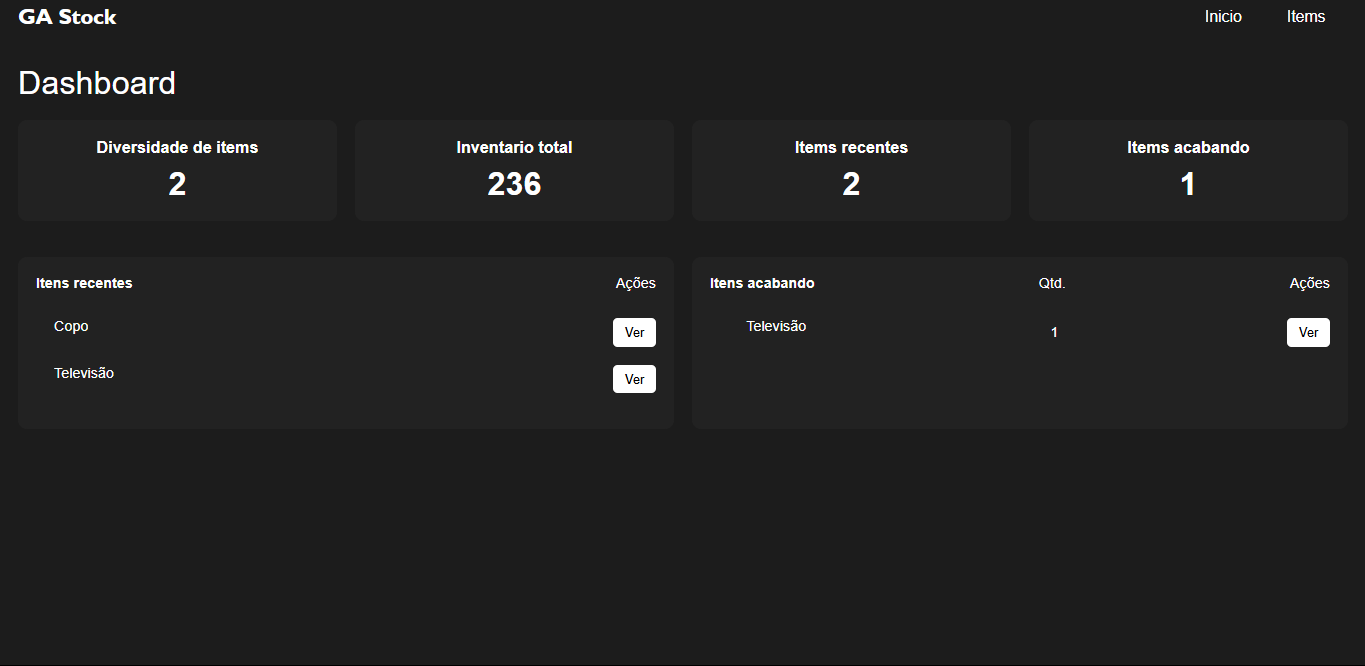 GA Stock Inicio Items
Dashboard
Diversidade de items Inventario total Items recentes Items acabando
2 236 2 1
Itens recentes Ações
Copo Ver
Televisão Ver
Itens acabando Qtd. Ações
Televisão 1 Ver